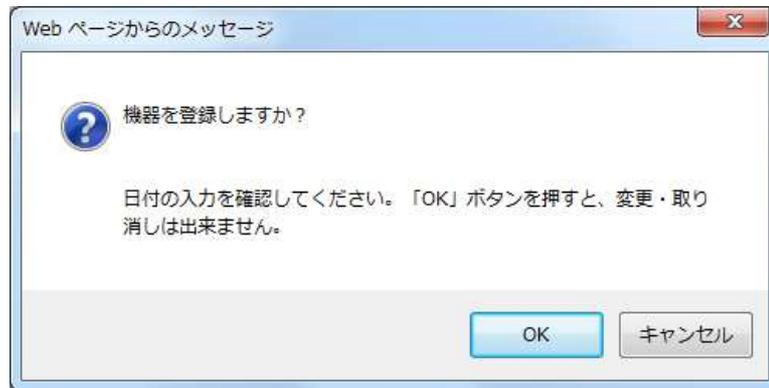 Web ページからのメッセージ
機器を登録しますか？
日付の入力を確認してください。「OK」ボタンを押すと、変更・取り
消しは出来ません。
OK
キャンセル